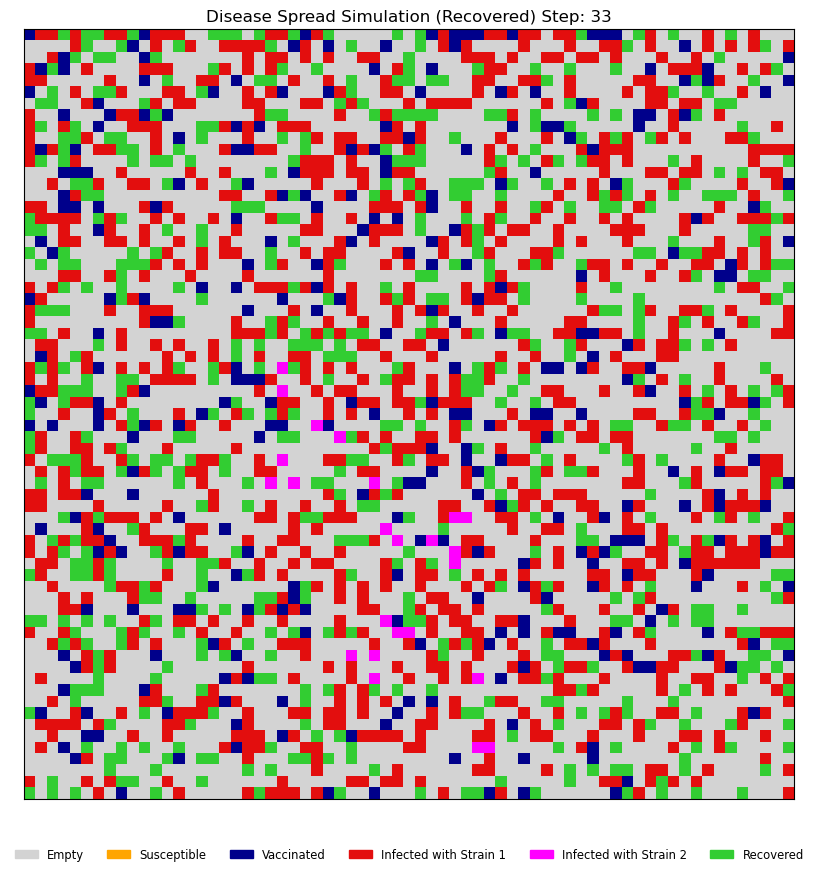 Disease Spread Simulation (Recovered) Step: 33
Empty Susceptible Vaccinated Infected with Strain 1 Infected with Strain 2 Recovered